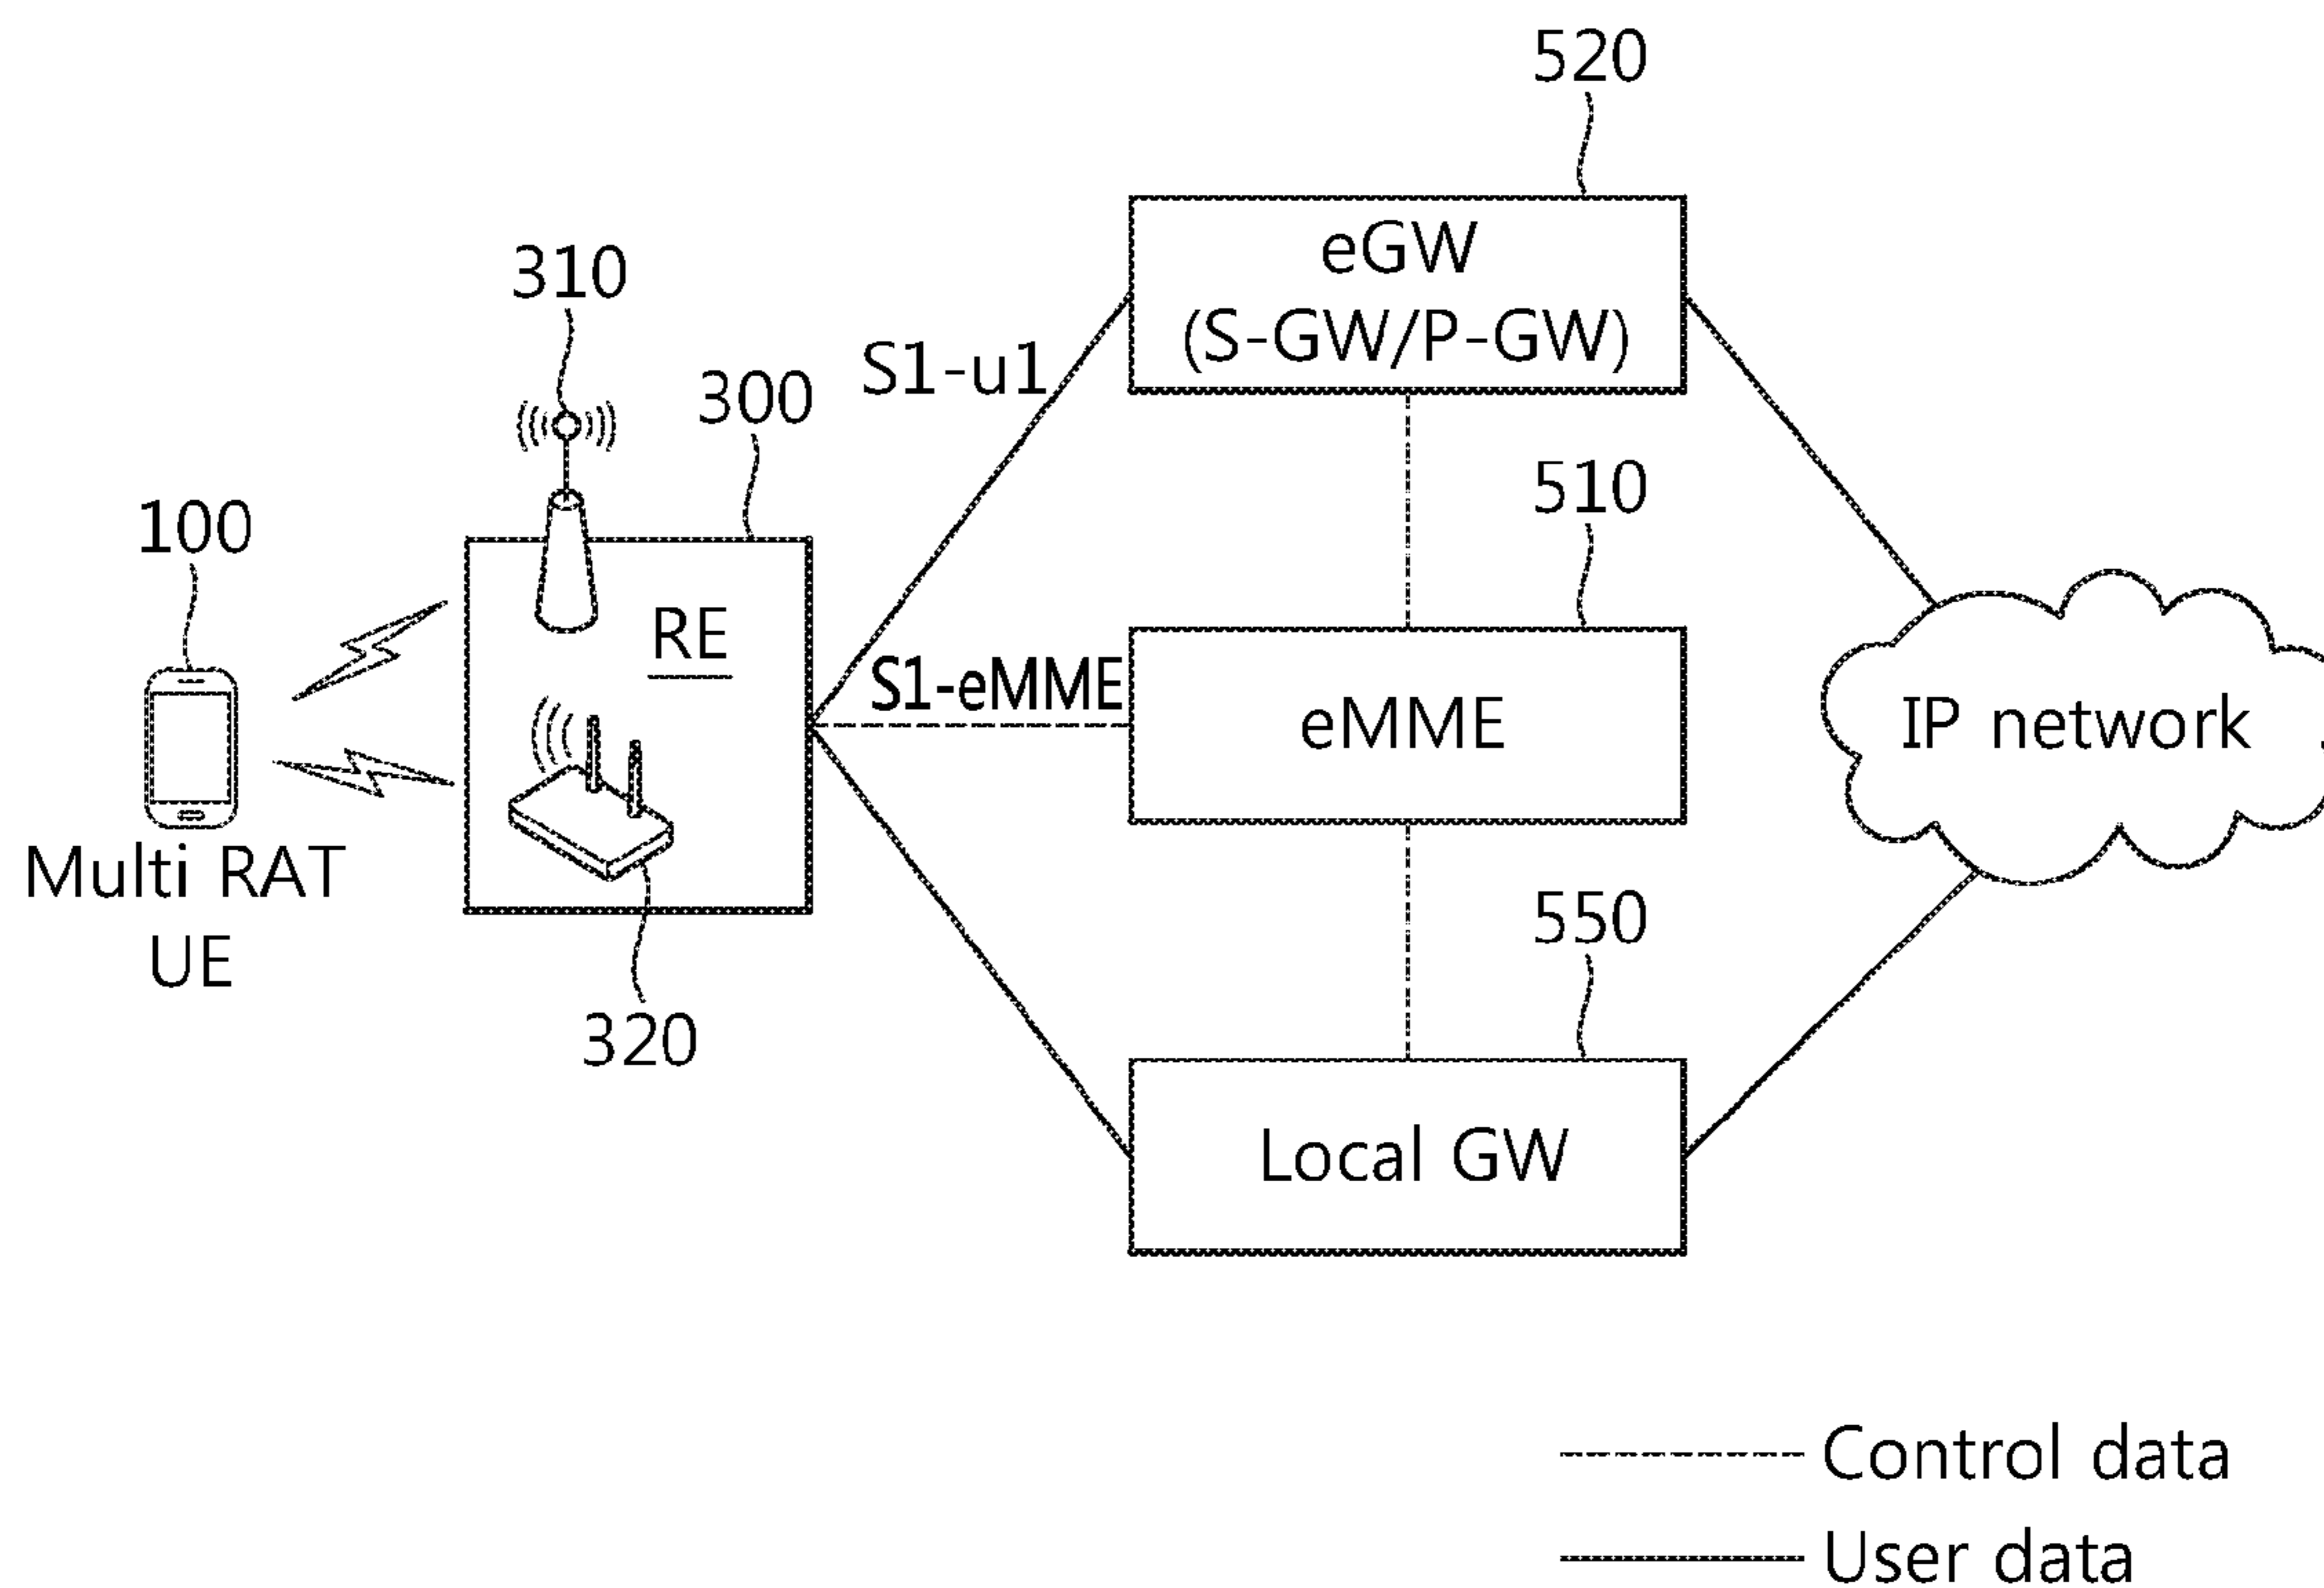 520
eGW
(S-GW/P-GW)
310
S1-u1
300
510
100
RE
S1-eMME
eMME
IP network
Multi RAT
UE
550
320
Local GW
Control data
User data